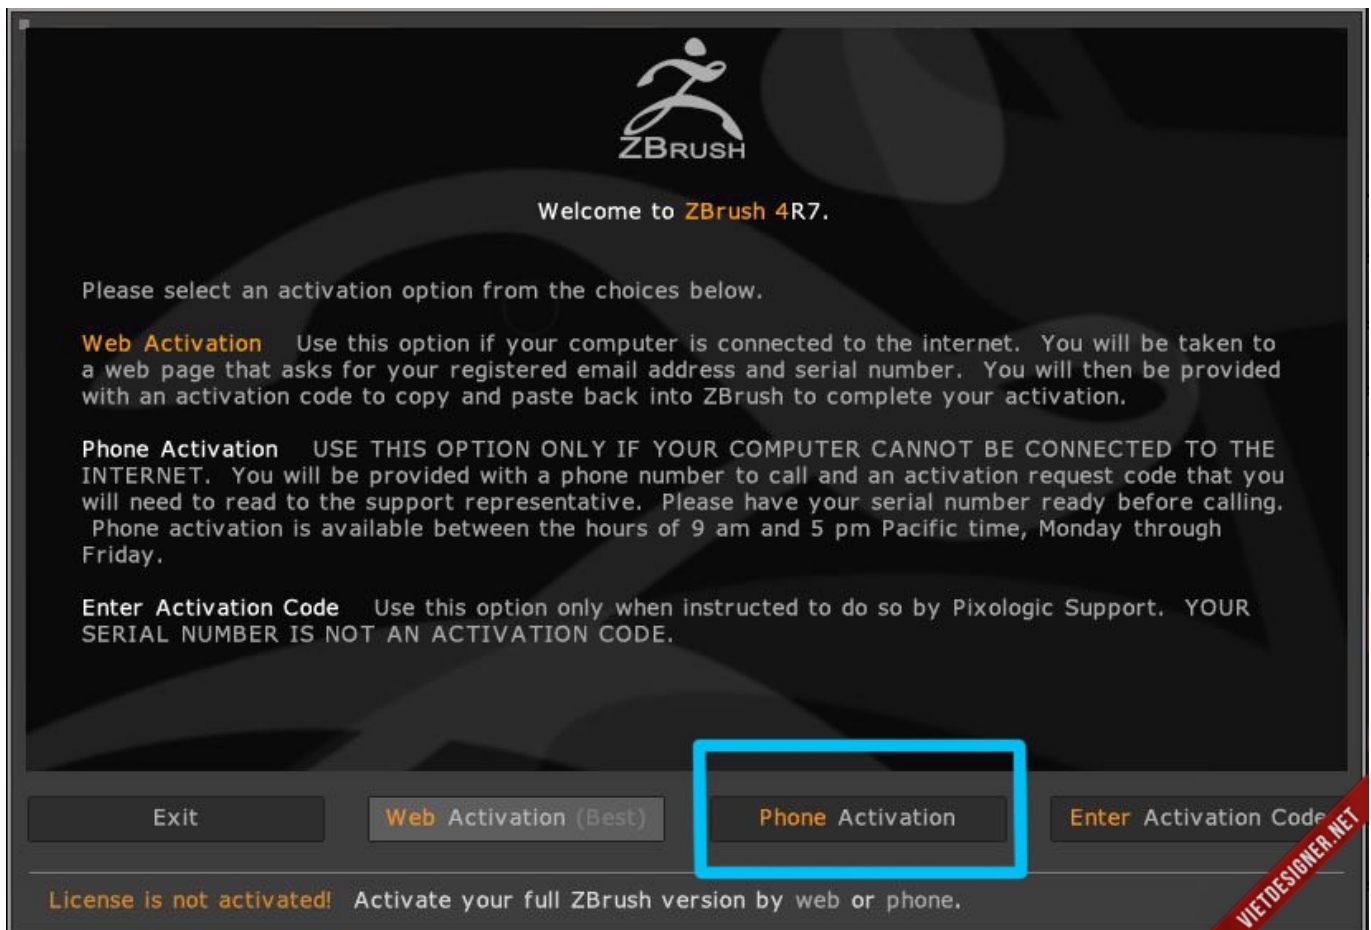 ZBRUSH
Welcome to ZBrush 4R7.
Please select an activation option from the choices below.
Web Activation Use this option if your computer is connected to the internet. You will be taken to
a web page that asks for your registered email address and serial number. You will then be provided
with an activation code to copy and paste back into ZBrush to complete your activation.
Phone Activation USE THIS OPTION ONLY IF YOUR COMPUTER CANNOT BE CONNECTED TO THE
INTERNET. You will be provided with a phone number to call and an activation request code that you
will need to read to the support representative. Please have your serial number ready before calling.
Phone activation is available between the hours of 9 am and 5 pm Pacific time, Monday through
Friday.
Enter Activation Code Use this option only when instructed to do so by Pixologic Support. YOUR
SERIAL NUMBER IS NOT AN ACTIVATION CODE.
Exit
Web Activation (Best)
Phone Activation
Enter Activation Code
License is not activated! Activate your full ZBrush version by web or phone.
VIETDESIGNER.NET